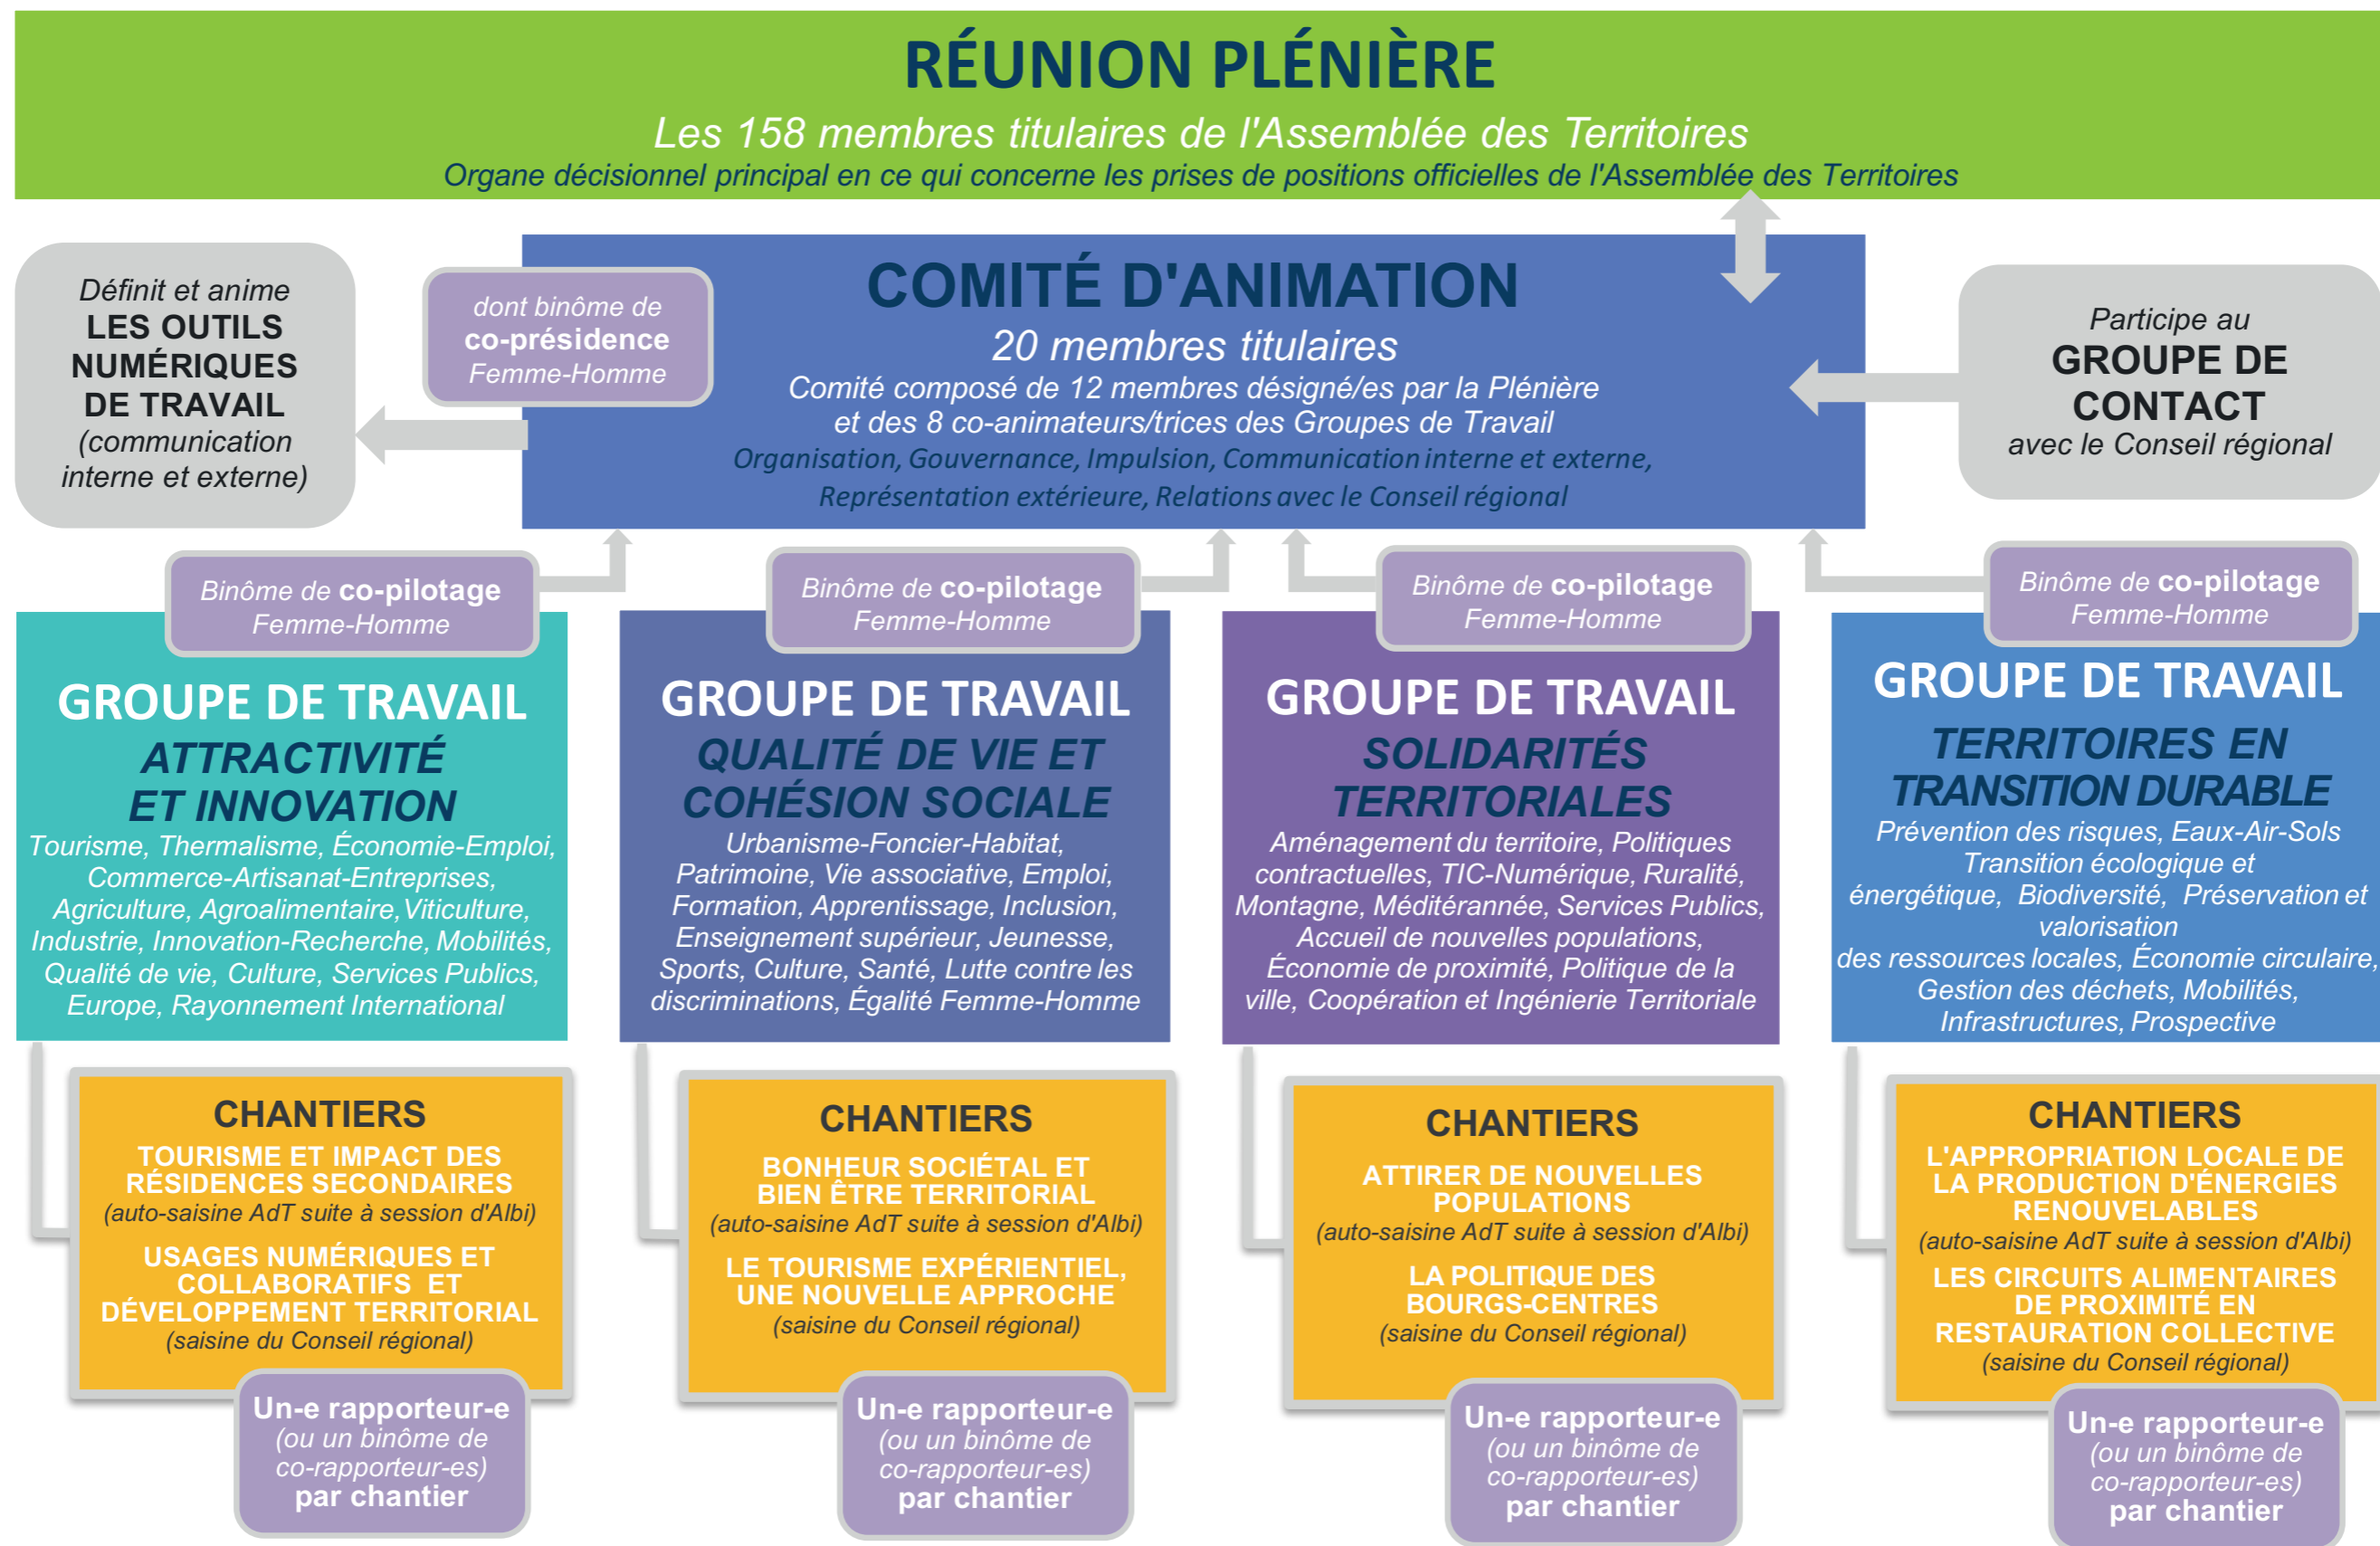 RÉUNION PLÉNIÈRE
Les 158 membres titulaires de l'Assemblée des Territoires
Organe décisionnel principal en ce qui concerne les prises de positions officielles de l'Assemblée des Territoires
Définit et anime
LES OUTILS
NUMÉRIQUES
DE TRAVAIL
(communication
interne et externe)
dont binôme de
co-présidence
Femme-Homme
COMITÉ D'ANIMATION
20 membres titulaires
Comité composé de 12 membres désigné/es par la Plénière
et des 8 co-animateurs/trices des Groupes de Travail
Organisation, Gouvernance, Impulsion, Communication interne et externe,
Représentation extérieure, Relations avec le Conseil régional
Participe au
GROUPE DE
CONTACT
avec le Conseil régional
Binôme de co-pilotage
Femme-Homme
GROUPE DE TRAVAIL
ATTRACTIVITÉ
ET INNOVATION
Tourisme, Thermalisme, Économie-Emploi,
Commerce-Artisanat-Entreprises,
Agriculture, Agroalimentaire,Viticulture,
Industrie, Innovation-Recherche, Mobilités,
Qualité de vie, Culture, Services Publics,
Europe, Rayonnement International
CHANTIERS
TOURISME ET IMPACT DES
RÉSIDENCES SECONDAIRES
(auto-saisine AdT suite à session d'Albi)
USAGES NUMÉRIQUES ET
COLLABORATIFS ET
DÉVELOPPEMENT TERRITORIAL
(saisine du Conseil régional)
Un-e rapporteur-e
(ou un binôme de
co-rapporteur-es)
par chantier
Binôme de co-pilotage
Femme-Homme
GROUPE DE TRAVAIL
QUALITÉ DE VIE ET
COHÉSION SOCIALE
Urbanisme-Foncier-Habitat,
Patrimoine, Vie associative, Emploi,
Formation, Apprentissage, Inclusion,
Enseignement supérieur, Jeunesse,
Sports, Culture, Santé, Lutte contre les
discriminations, Égalité Femme-Homme
CHANTIERS
BONHEUR SOCIÉTAL ET
BIEN ÊTRE TERRITORIAL
(auto-saisine AdT suite à session d'Albi)
LE TOURISME EXPÉRIENTIEL,
UNE NOUVELLE APPROCHE
(saisine du Conseil régional)
Un-e rapporteur-e
(ou un binôme de
co-rapporteur-es)
par chantier
Binôme de co-pilotage
Femme-Homme
GROUPE DE TRAVAIL
SOLIDARITÉS
TERRITORIALES
Aménagement du territoire, Politiques
contractuelles, TIC-Numérique, Ruralité,
Montagne, Méditérannée, Services Publics,
Accueil de nouvelles populations,
Économie de proximité, Politique de la
ville, Coopération et Ingénierie Territoriale
CHANTIERS
ATTIRER DE NOUVELLES
POPULATIONS
(auto-saisine AdT suite à session d'Albi)
LA POLITIQUE DES
BOURGS-CENTRES
(saisine du Conseil régional)
Un-e rapporteur-e
(ou un binôme de
co-rapporteur-es)
par chantier
Binôme de co-pilotage
Femme-Homme
GROUPE DE TRAVAIL
TERRITOIRES EN
TRANSITION DURABLE
Prévention des risques, Eaux-Air-Sols
Transition écologique et
énergétique, Biodiversité, Préservation et
valorisation
des ressources locales, Économie circulaire,
Gestion des déchets, Mobilités,
Infrastructures, Prospective
CHANTIERS
L'APPROPRIATION LOCALE DE
LA PRODUCTION D'ÉNERGIES
RENOUVELABLES
(auto-saisine AdT suite à session d'Albi)
LES CIRCUITS ALIMENTAIRES
DE PROXIMITÉ EN
RESTAURATION COLLECTIVE
(saisine du Conseil régional)
Un-e rapporteur-e
(ou un binôme de
co-rapporteur-es)
par chantier